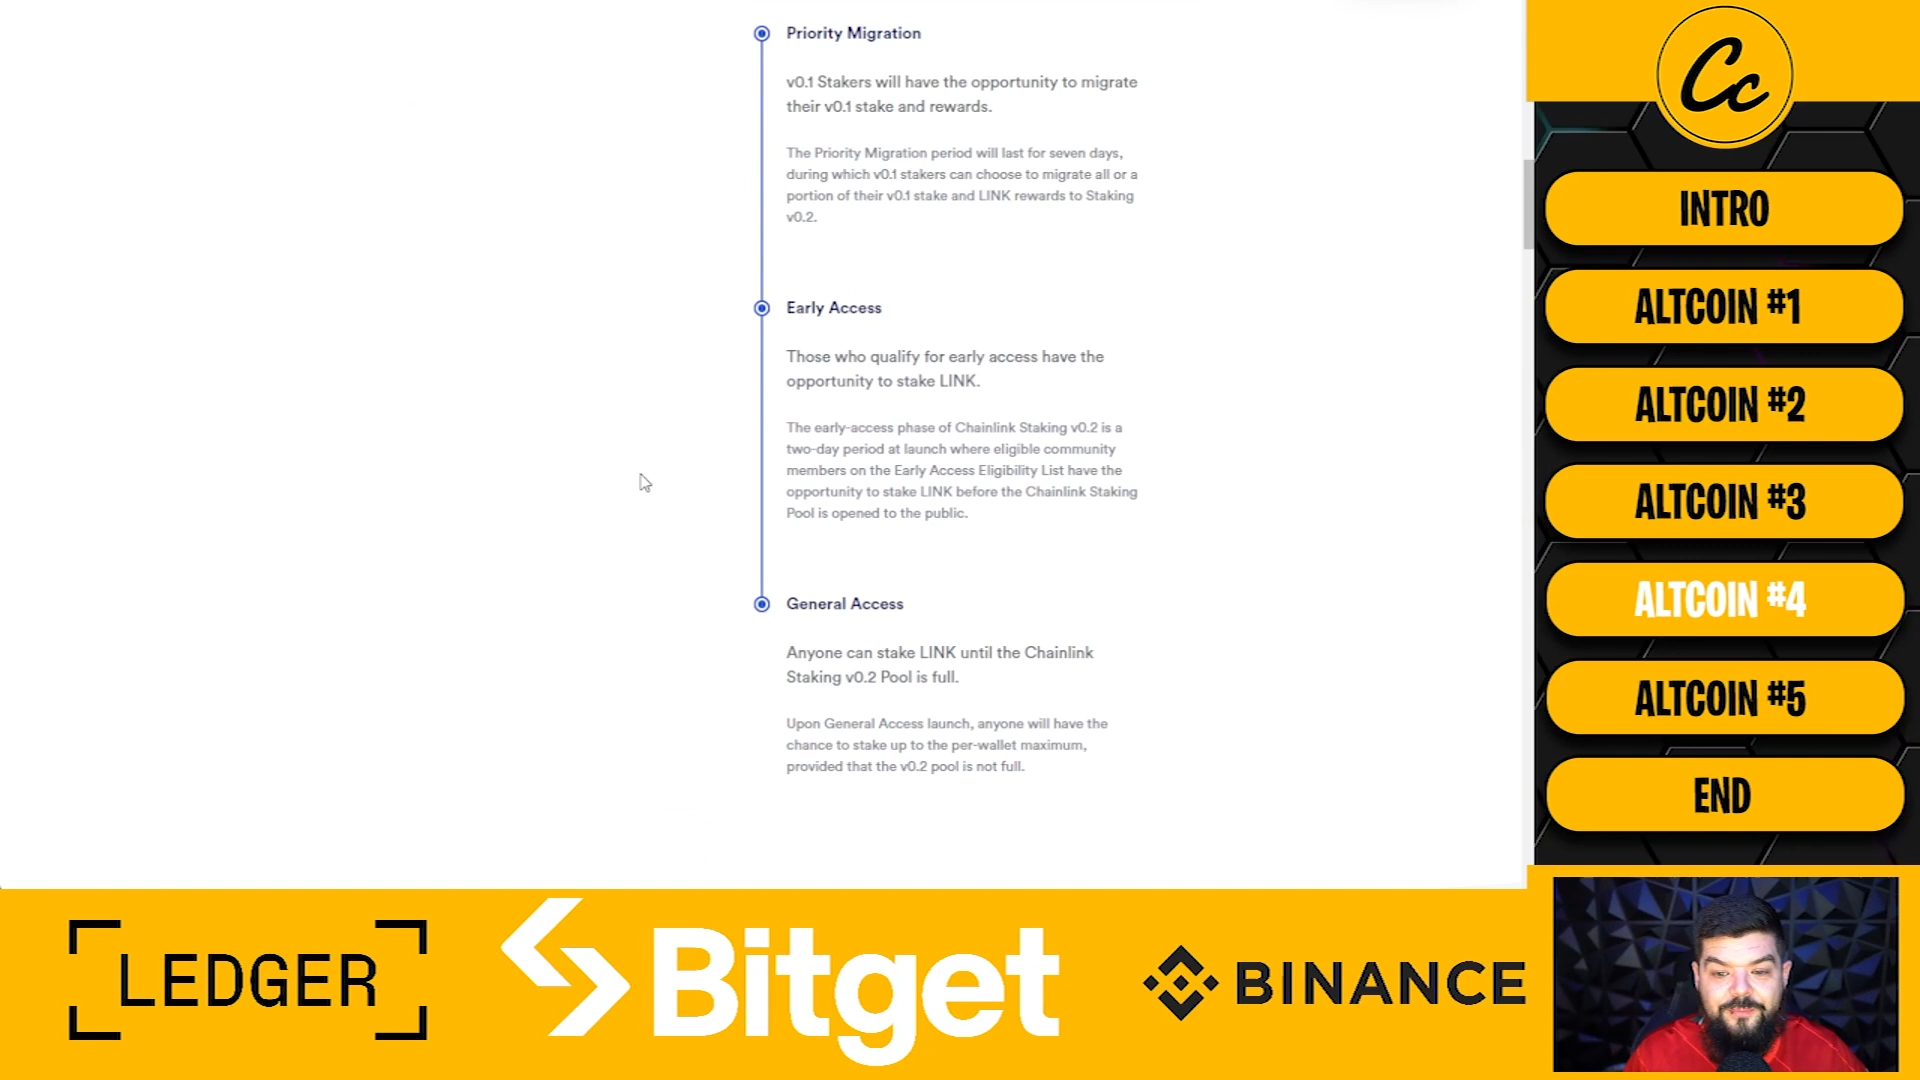 Priority Migration
v0.1 Stakers will have the opportunity to migrate
their v0.1 stake and rewards.
The Priority Migration period will last for seven days,
during which v0.1 stakers can choose to migrate all or a
portion of their v0.1 stake and LINK rewards to Staking
v0.2.
Early Access
Those who qualify for early access have the
opportunity to stake LINK.
The early-access phase of Chainlink Staking v0.2 is a
two-day period at launch where eligible community
members on the Early Access Eligibility List have the
opportunity to stake LINK before the Chainlink Staking
Pool is opened to the public.
General Access
Anyone can stake LINK until the Chainlink
Staking v0.2 Pool is full.
Upon General Access launch, anyone will have the
chance to stake up to the per-wallet maximum,
provided that the v0.2 pool is not full.
Cc
INTRO
ALTCOIN #1
ALTCOIN #2
ALTCOIN #3
ALTCOIN #4
ALTCOIN #5
END
LEDGER
Bitget
BINANCE